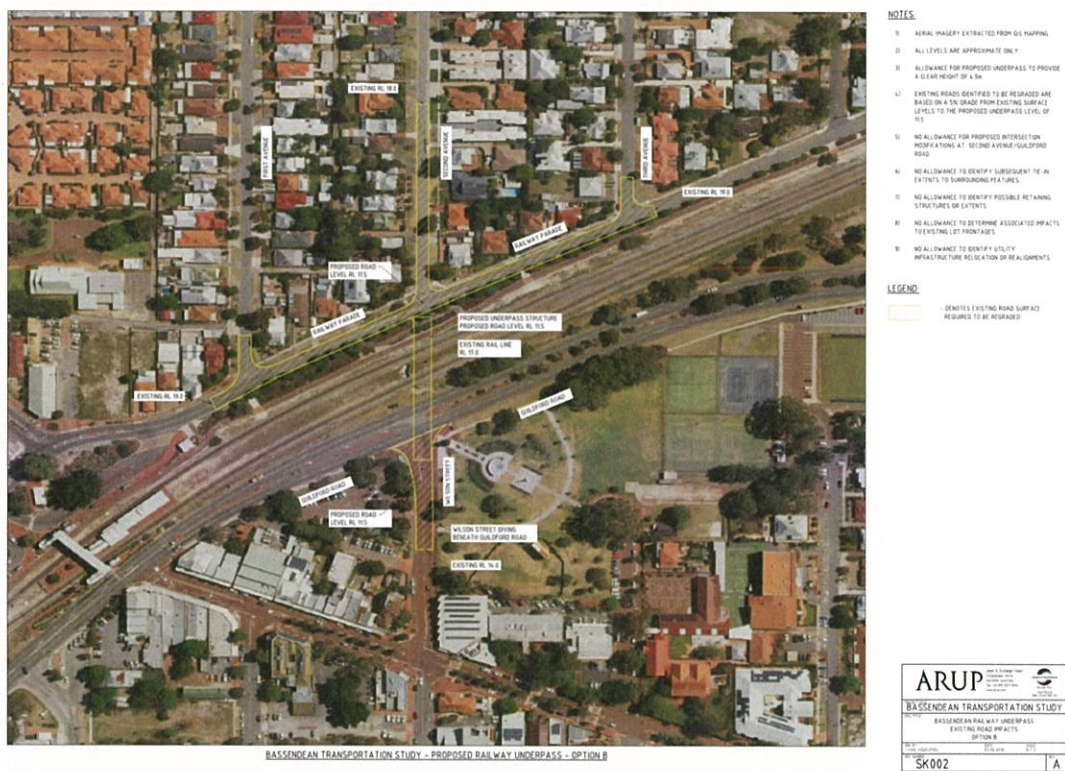 EXISTING RL 18.0
FIRST AVENUE
SECOND AVENUE
THIRD AVENUE
EXISTING RL 19.0
RAILWAY PARADE
PROPOSED ROAD
LEVEL RL 11.5
PROPOSED UNDERPASS STRUCTURE
PROPOSED ROAD LEVEL RL 11.5
RAILWAY PARADE
EXISTING RAIL LINE
RL 17.0
EXISTING RL 18.0
GUILDFORD ROAD
WILSON STREET
GUILDFORD ROAD
PROPOSED ROAD
LEVEL RL 11.5
WILSON STREET DIVING
BENEATH GUILDFORD ROAD
EXISTING RL 14.0
BASSENDEAN TRANSPORTATION STUDY - PROPOSED RAILWAY UNDERPASS - OPTION B
NOTES:
1) AERIAL IMAGERY EXTRACTED FROM GIS MAPPING
2) ALL LEVELS ARE APPROXIMATE ONLY
3) ALLOWANCE FOR PROPOSED UNDERPASS TO PROVIDE
A CLEAR HEIGHT OF
4) EXISTING ROADS IDENTIFIED TO BE REGRADED ARE
BASED ON A 5% GRADE FROM EXISTING SURFACE
LEVELS TO THE PROPOSED UNDERPASS LEVEL OF
11.5
5) NO ALLOWANCE FOR PROPOSED INTERSECTION
MODIFICATIONS AT SECOND AVENUE/GUILDFORD
ROAD
6) NO ALLOWANCE TO IDENTIFY SUBSEQUENT TIE-IN
EXTENTS TO SURROUNDING FEATURES.
7) NO ALLOWANCE TO IDENTIFY POSSIBLE RETAINING
STRUCTURES OR EXTENTS.
8) NO ALLOWANCE TO DETERMINE ASSOCIATED IMPACTS
TO EXISTING LOT FRONTAGES
NO ALLOWANCE TO IDENTIFY UTILITY
INFRASTRUCTURE RELOCATION OR REALIGNMENTS.
LEGEND:
- DENOTES EXISTING ROAD SURFACE
REQUIRED TO BE REGRADED
ARUP
BASSENDEAN TRANSPORTATION STUDY
BASSENDEAN RAILWAY UNDERPASS
EXISTING ROAD IMPACTS
OPTION B
SK002
A